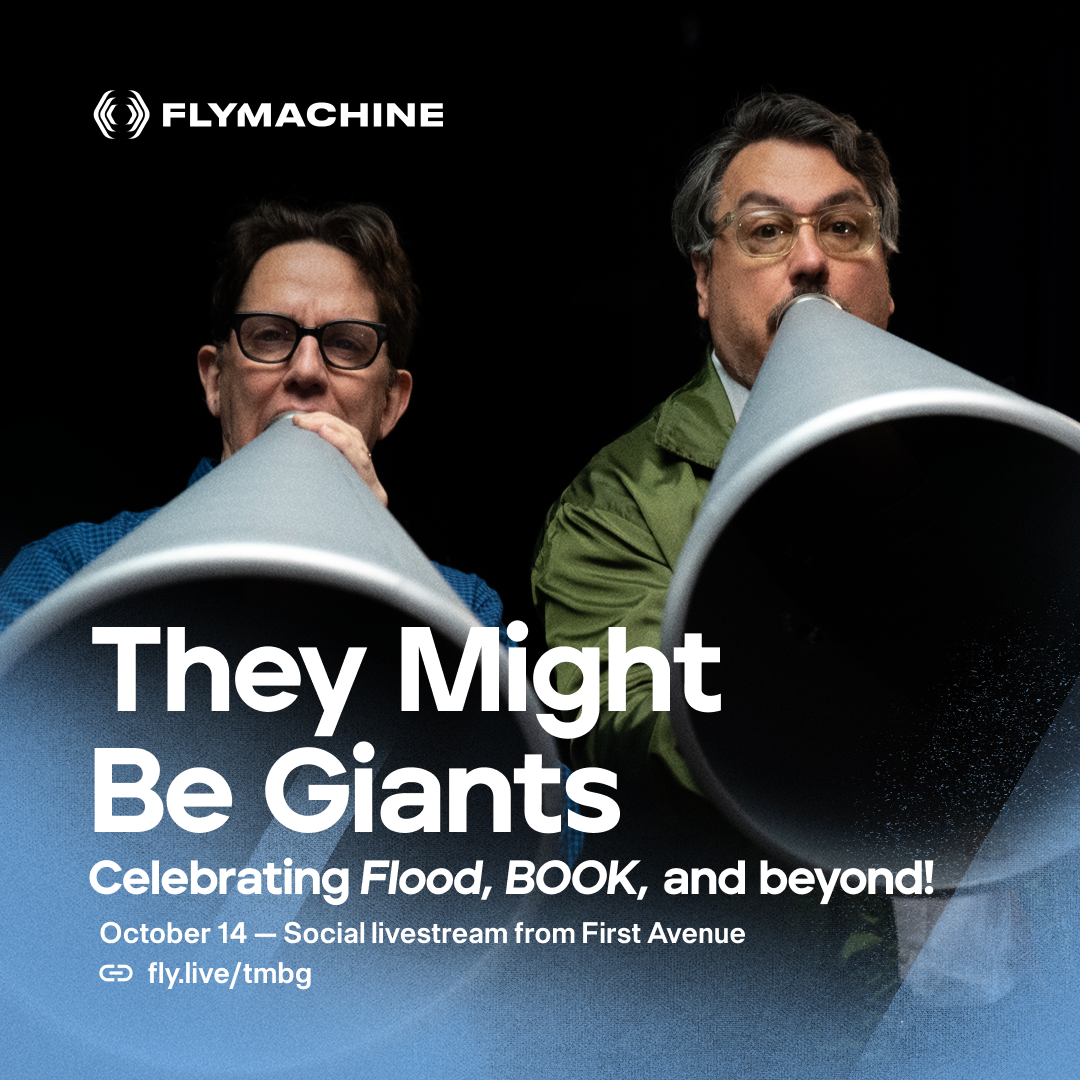 FLYMACHINE
They Might
Be Giants
Celebrating Flood, BOOK, and beyond!
October 14 — Social livestream from First Avenue
fly.live/tmbg